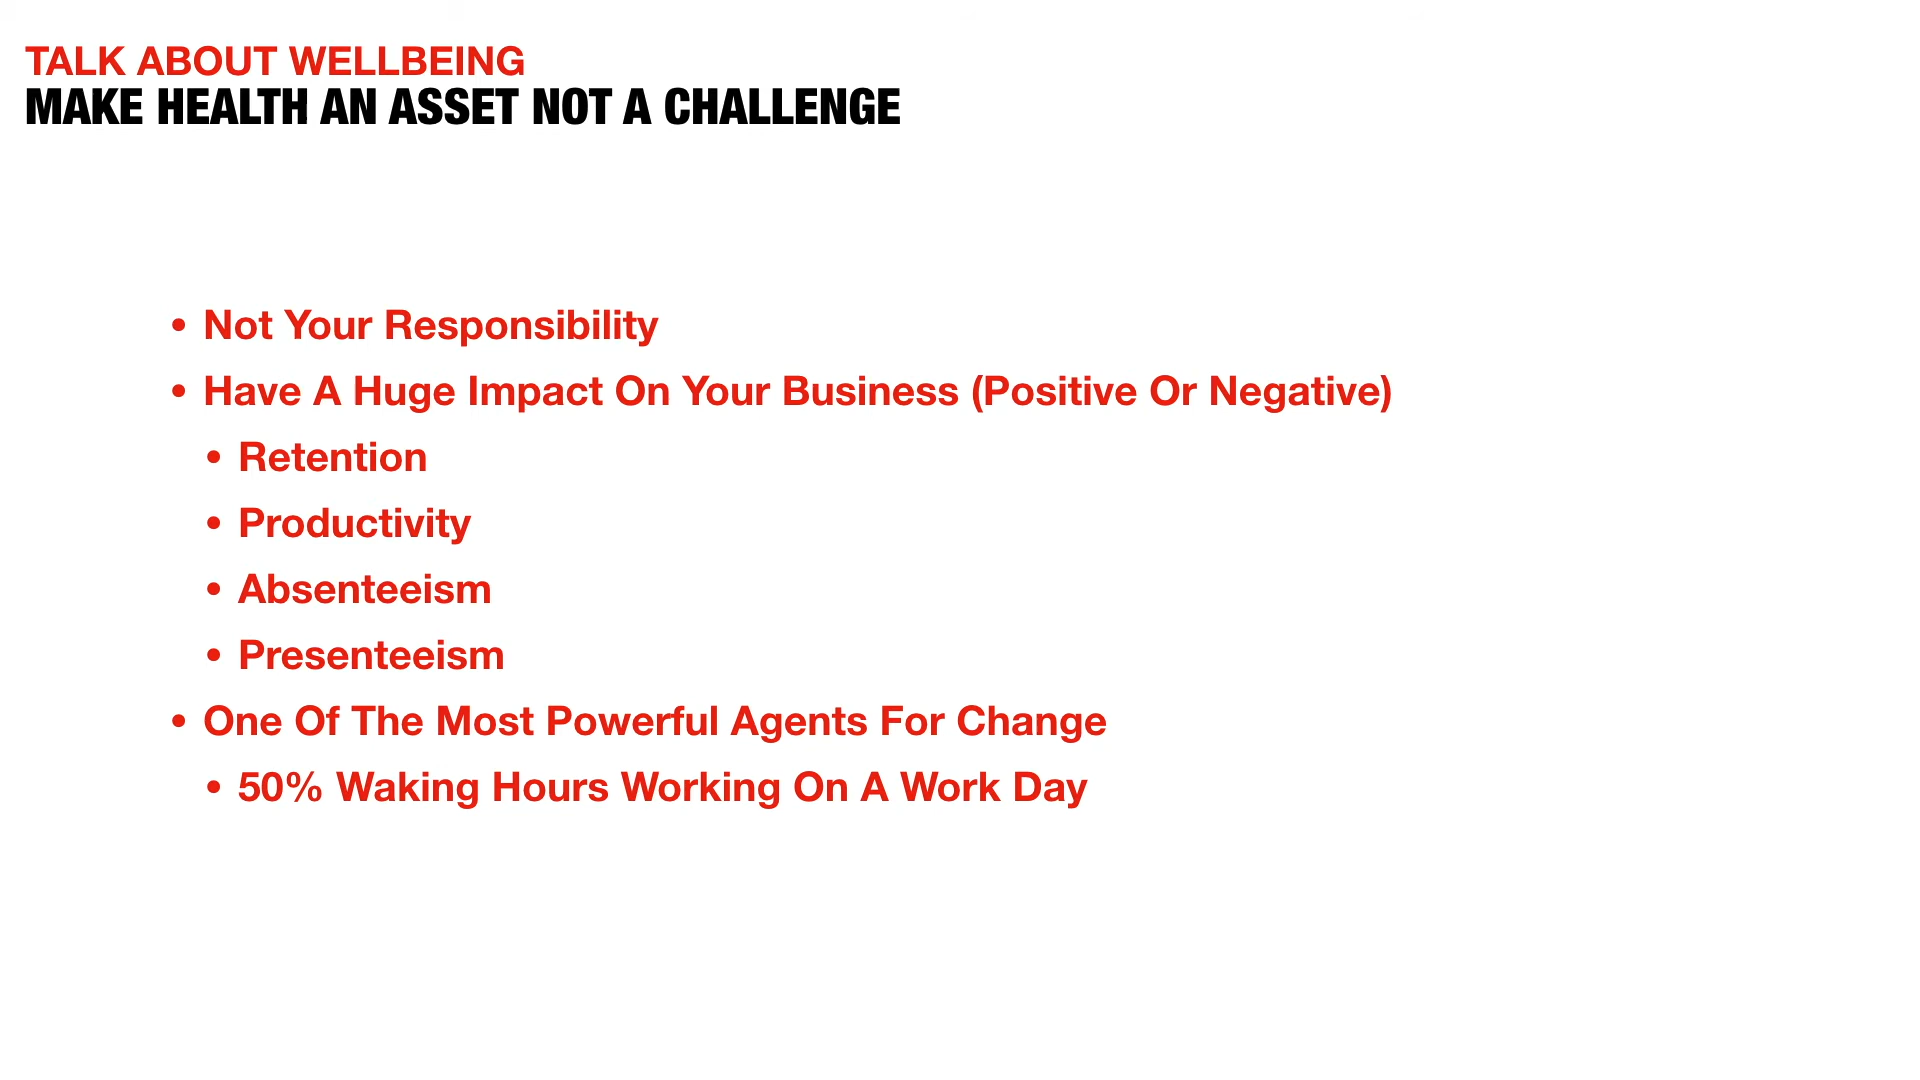 TALK ABOUT WELLBEING
MAKE HEALTH AN ASSET NOT A CHALLENGE
• Not Your Responsibility
• Have A Huge Impact On Your Business (Positive Or Negative)
• Retention
• Productivity
• Absenteeism
• Presenteeism
• One Of The Most Powerful Agents For Change
• 50% Waking Hours Working On A Work Day